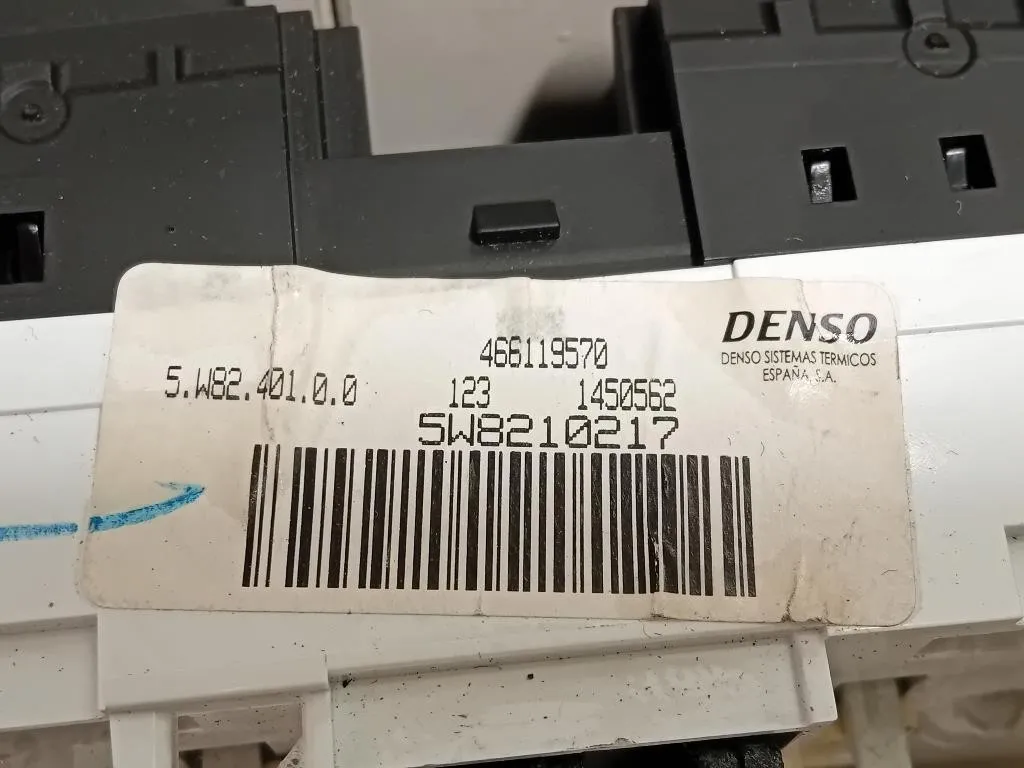 DENSO
DENSO SISTEMAS TERMICOS
ESPAÑA S.A.
466119570
5.W82.401.0.0
123 1450562
5W8210217